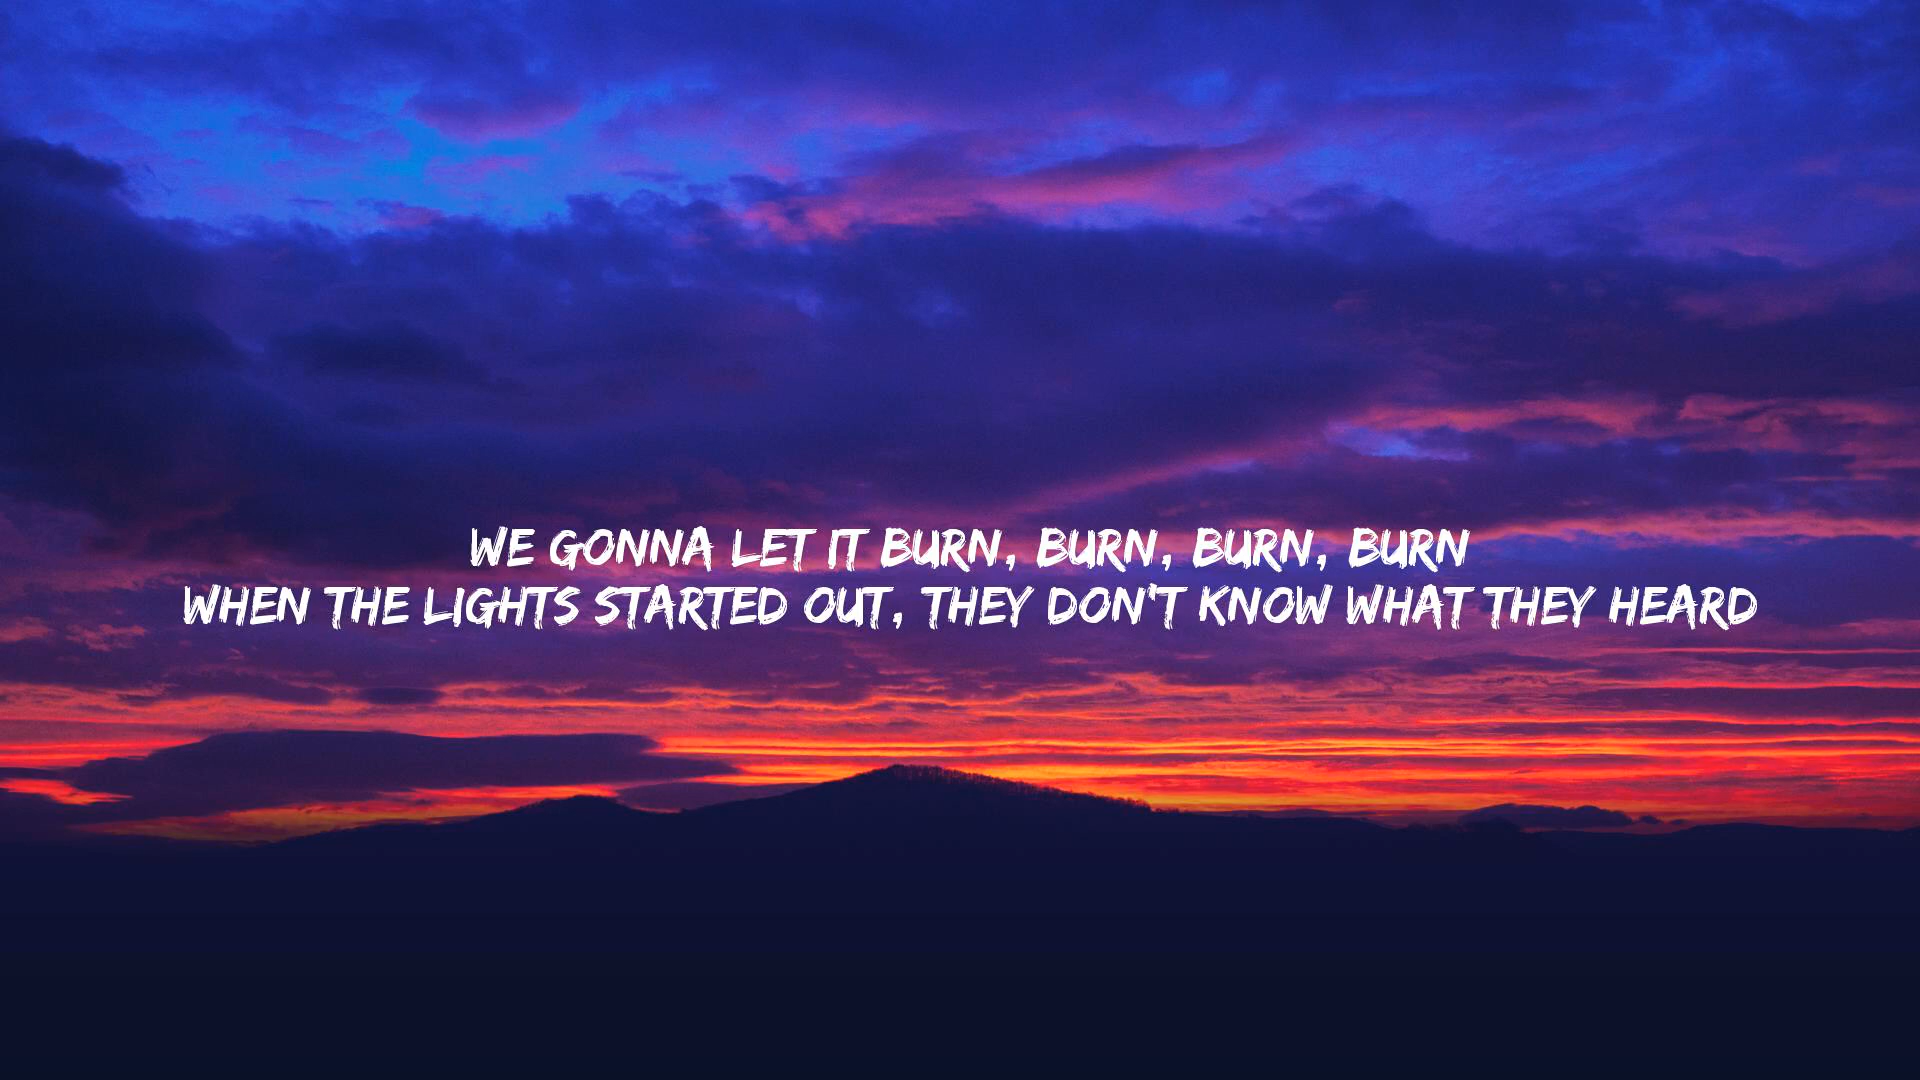 WE GONNA LET IT BURN, BURN, BURN, BURN
WHEN THE LIGHTS STARTED OUT, THEY DON'T KNOW WHAT THEY HEARD